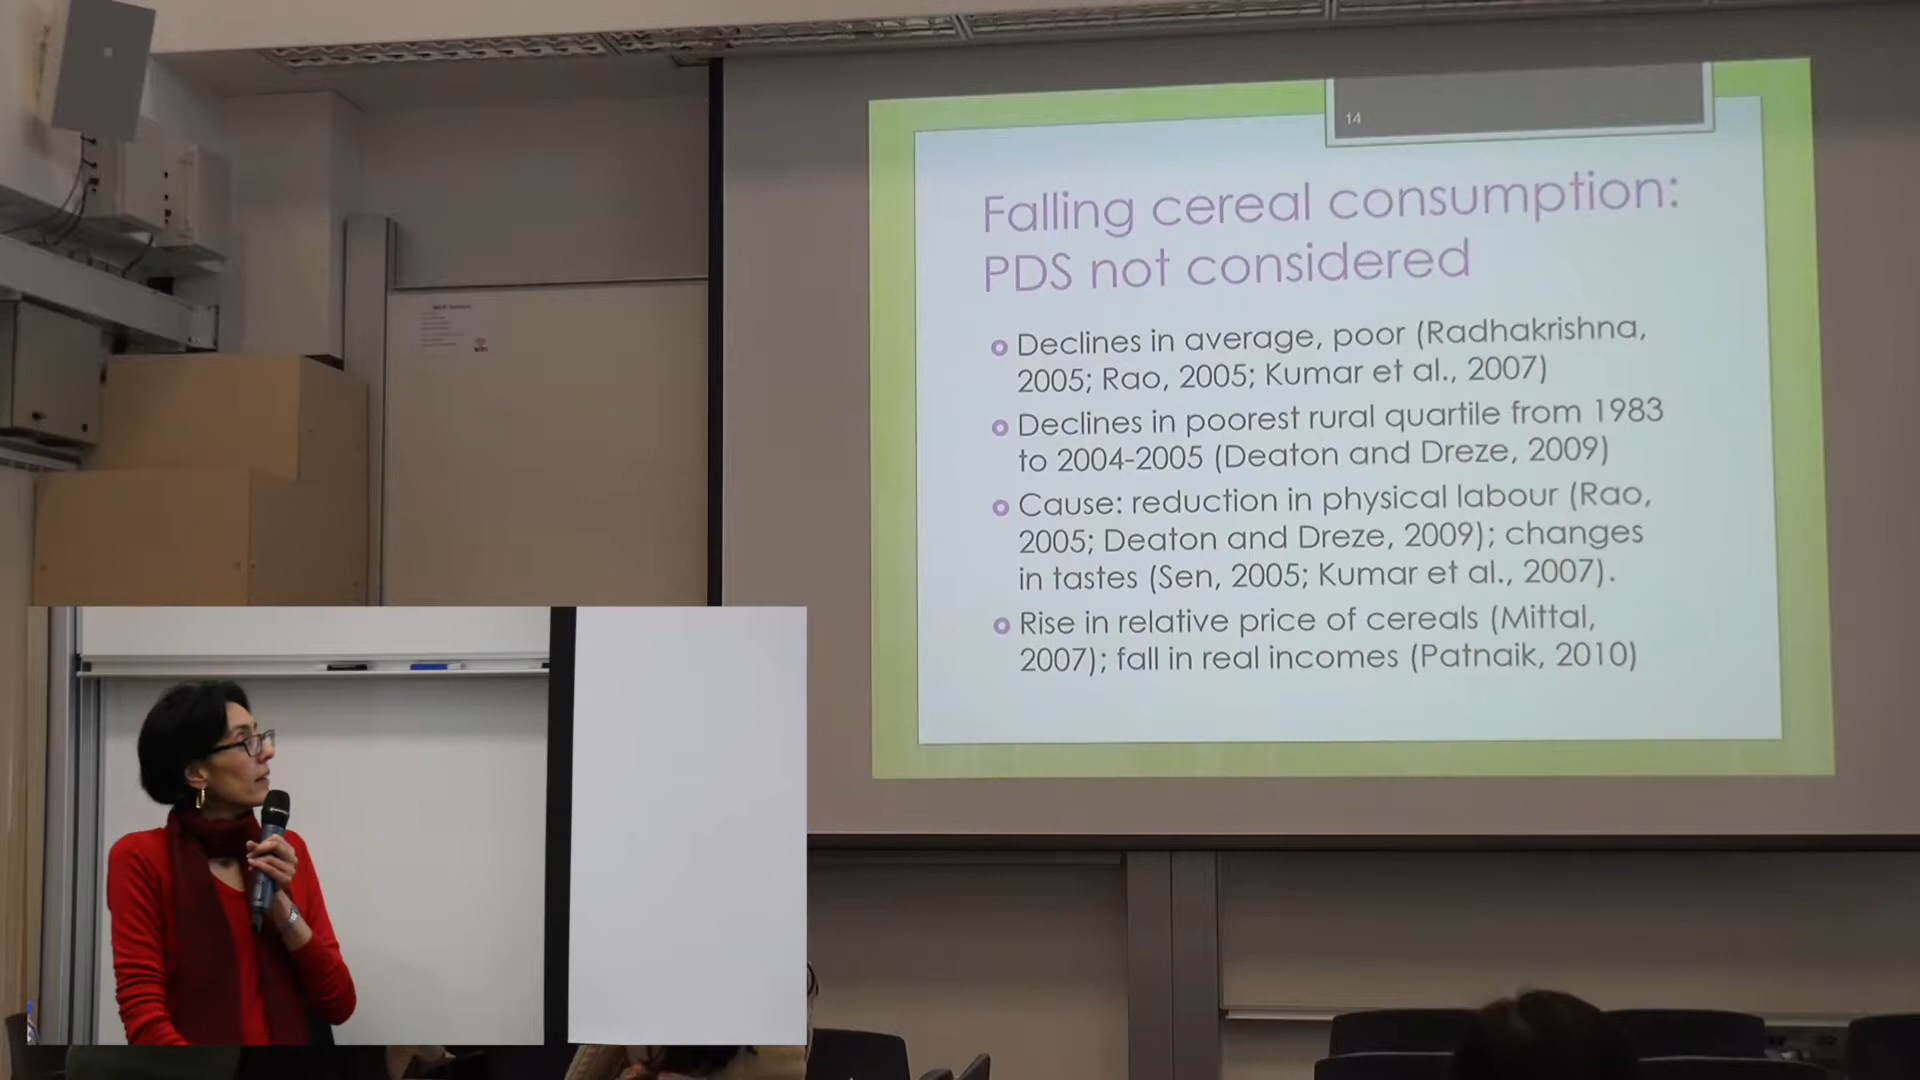 14
Falling cereal consumption:
PDS not considered
Declines in average, poor (Radhakrishna,
2005; Rao, 2005; Kumar et al., 2007)
Declines in poorest rural quartile from 1983
to 2004-2005 (Deaton and Dreze, 2009)
Cause: reduction in physical labour (Rao,
2005; Deaton and Dreze, 2009); changes
in tastes (Sen, 2005; Kumar et al., 2007).
Rise in relative price of cereals (Mittal,
2007); fall in real incomes (Patnaik, 2010)